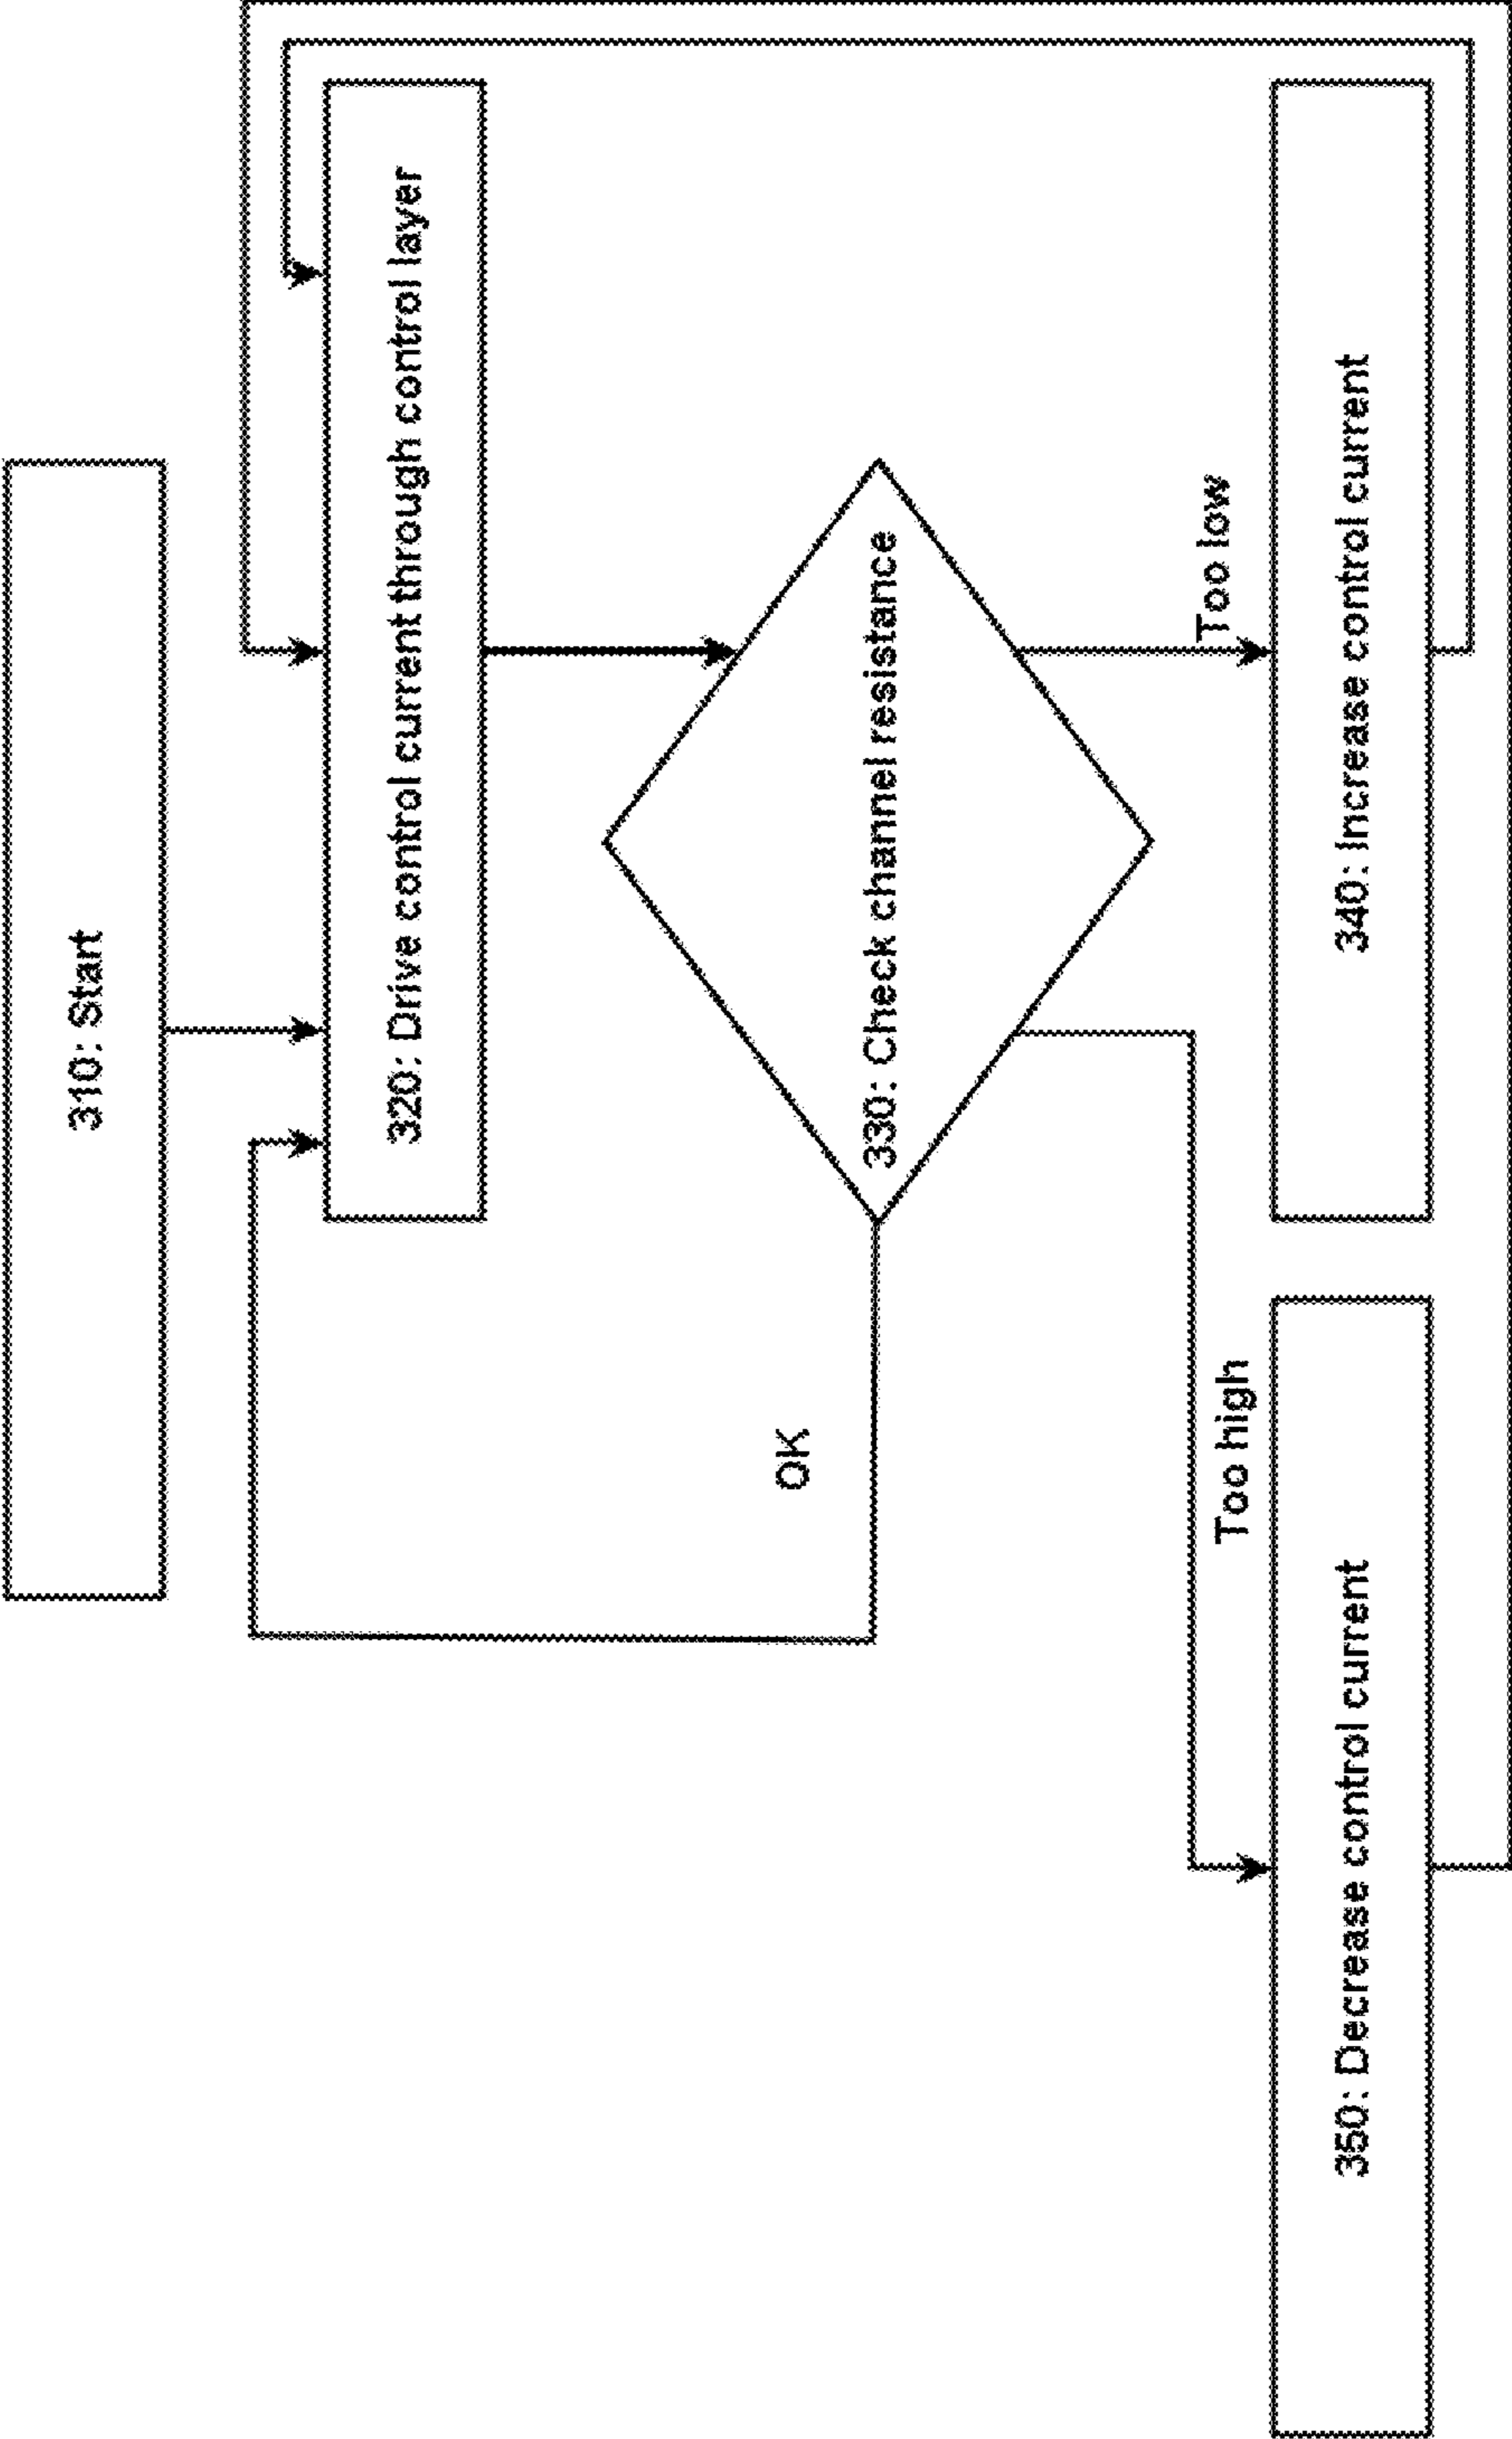 310: Start
320: Drive control current through control layer
330: Check channel resistance
OK
Too low
Too high
340: Increase control current
350: Decrease control current